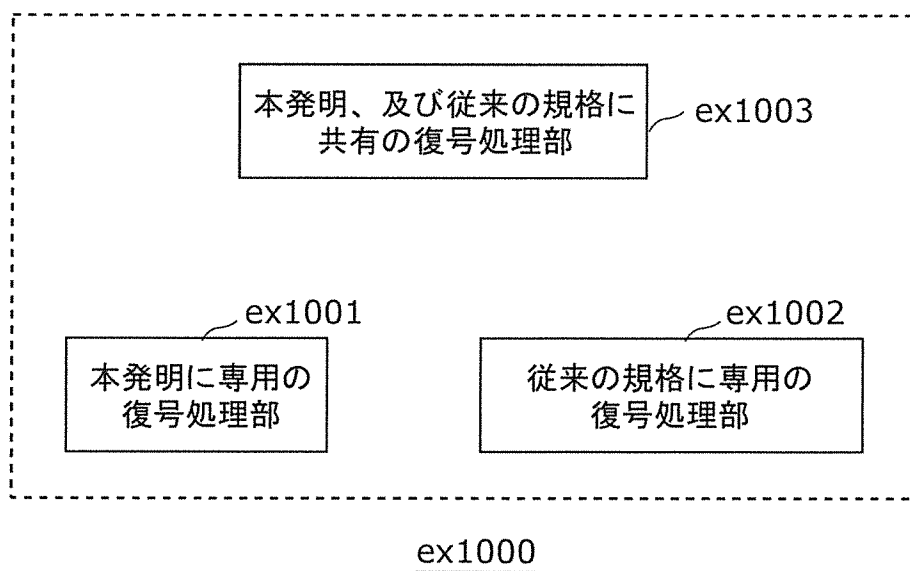 本発明、及び従来の規格に
共有の復号処理部
ex1003
ex1001
本発明に専用の
復号処理部
ex1002
従来の規格に専用の
復号処理部
ex1000